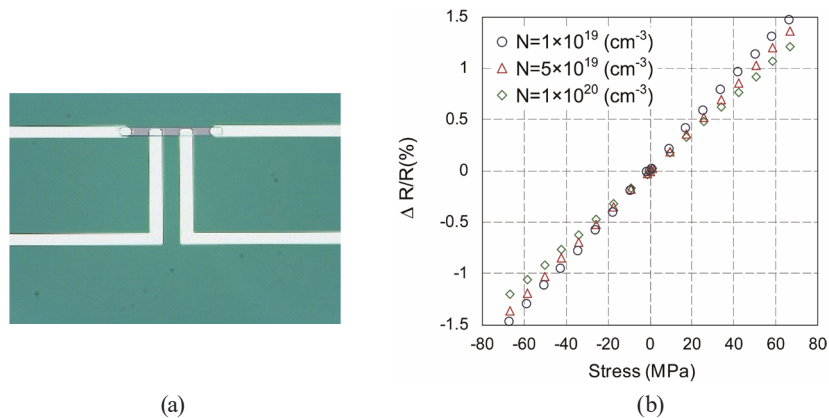 (b)
1.5
1
0.5
0
-0.5
-1
-1.5
Δ R/R(%)
N=1×10¹⁹ (cm⁻³)
N=5×10¹⁹ (cm⁻³)
N=1×10²⁰ (cm⁻³)
-80 -60 -40 -20 0 20 40 60 80
Stress (MPa)
(a) (b)